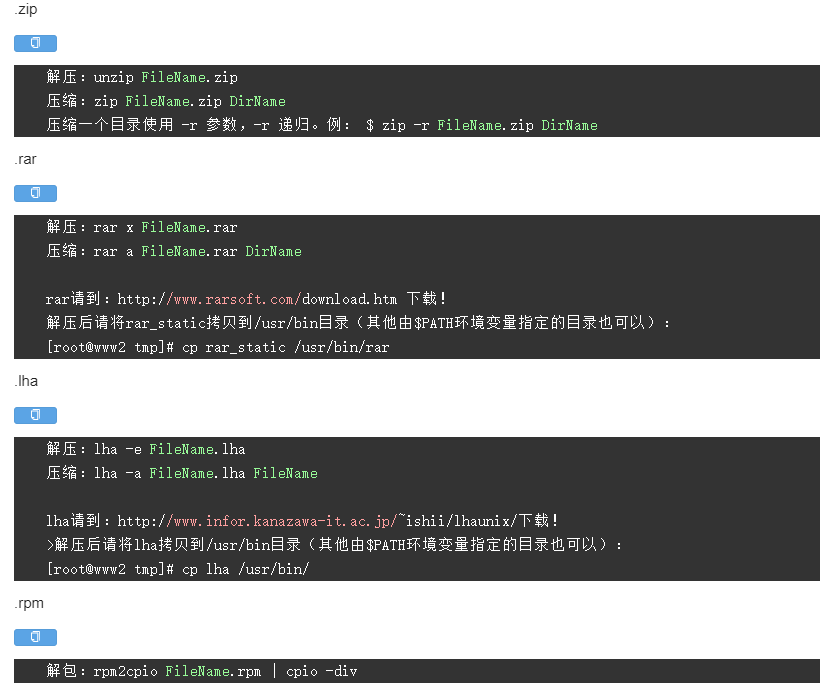 .zip
解压：unzip FileName.zip
压缩：zip FileName.zip DirName
压缩一个目录使用 -r 参数，-r 递归。例： $ zip -r FileName.zip DirName
.rar
解压：rar x FileName.rar
压缩：rar a FileName.rar DirName
rar请到：http://www.rarsoft.com/download.htm 下载！
解压后请将rar_static拷贝到/usr/bin目录（其他由$PATH环境变量指定的目录也可以）：
[root@www2 tmp]# cp rar_static /usr/bin/rar
.lha
解压：lha -e FileName.lha
压缩：lha -a FileName.lha FileName
lha请到：http://www.infor.kanazawa-it.ac.jp/~ishii/lhaunix/下载！
>解压后请将lha拷贝到/usr/bin目录（其他由$PATH环境变量指定的目录也可以）：
[root@www2 tmp]# cp lha /usr/bin/
.rpm
解包：rpm2cpio FileName.rpm | cpio -div